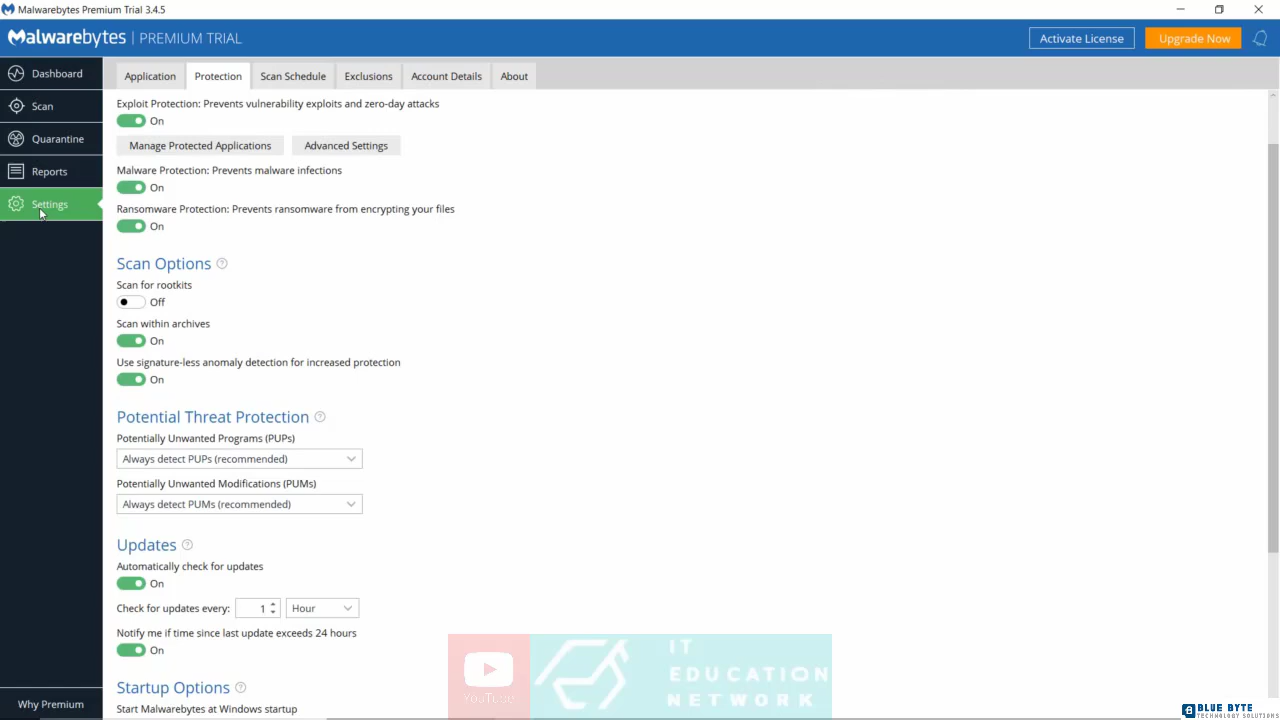 Malwarebytes Premium Trial 3.4.5
Malwarebytes | PREMIUM TRIAL
Activate License
Upgrade Now
Dashboard
Scan
Quarantine
Reports
Settings
Why Premium
Application
Protection
Scan Schedule
Exclusions
Account Details
About
Exploit Protection: Prevents vulnerability exploits and zero-day attacks
On
Manage Protected Applications
Advanced Settings
Malware Protection: Prevents malware infections
On
Ransomware Protection: Prevents ransomware from encrypting your files
On
Scan Options ?
Scan for rootkits
Off
Scan within archives
On
Use signature-less anomaly detection for increased protection
On
Potential Threat Protection ?
Potentially Unwanted Programs (PUPs)
Always detect PUPs (recommended)
Potentially Unwanted Modifications (PUMs)
Always detect PUMs (recommended)
Updates ?
Automatically check for updates
On
Check for updates every: 1 Hour
Notify me if time since last update exceeds 24 hours
On
Startup Options ?
Start Malwarebytes at Windows startup
YouTube
IT
EDUCATION
NETWORK
BLUE BYTE
TECHNOLOGY SOLUTIONS